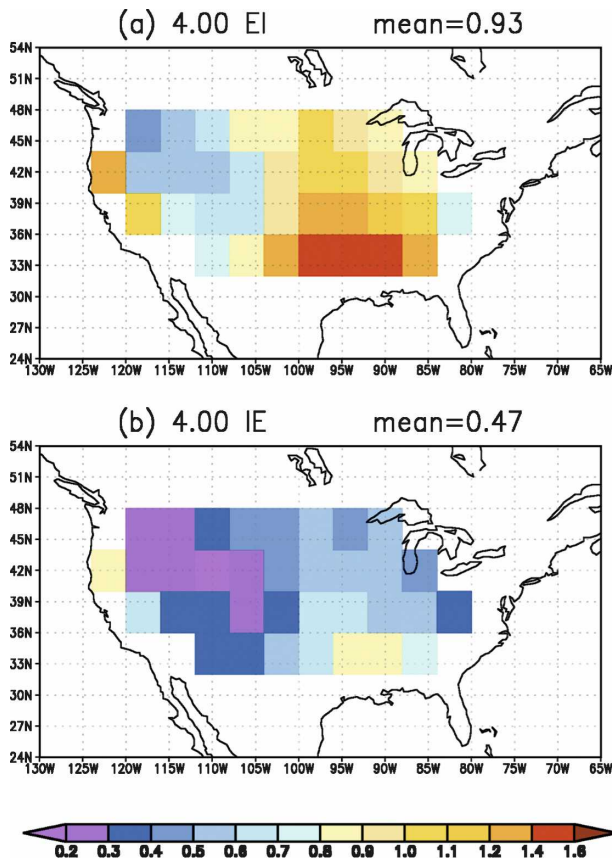 (a) 4.00 EI mean=0.93
54N
51N
48N
45N
42N
39N
36N
33N
30N
27N
24N
130W 125W 120W 115W 110W 105W 100W 95W 90W 85W 80W 75W 70W 65W
(b) 4.00 IE mean=0.47
54N
51N
48N
45N
42N
39N
36N
33N
30N
27N
24N
130W 125W 120W 115W 110W 105W 100W 95W 90W 85W 80W 75W 70W 65W
0.2 0.3 0.4 0.5 0.6 0.7 0.8 0.9 1.0 1.1 1.2 1.4 1.6